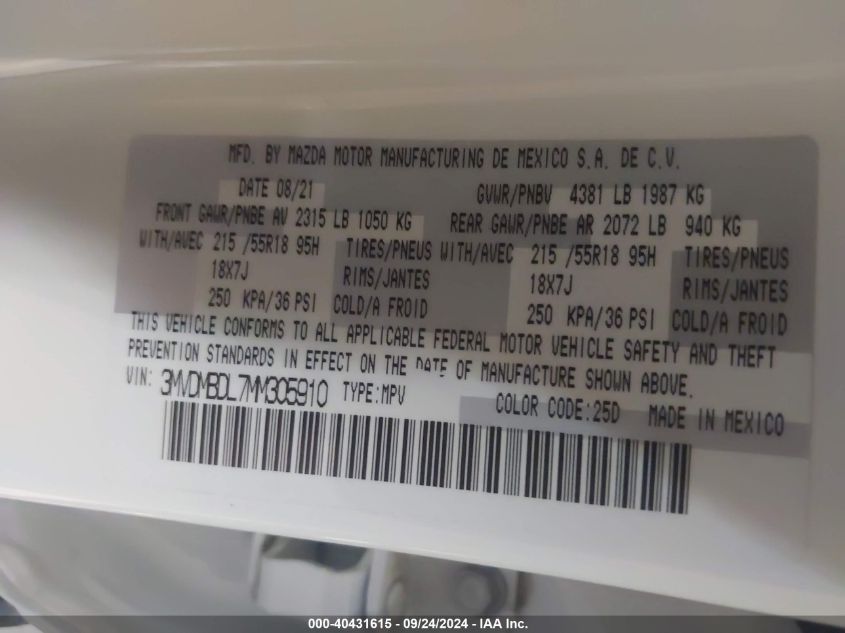 MFD. BY MAZDA MOTOR MANUFACTURING DE MEXICO S.A. DE C.V.
DATE 08/21 GVWR/PNBV 4381 LB 1987 KG
FRONT GAWR/PNBE AV 2315 LB 1050 KG REAR GAWR/PNBE AR 2072 LB 940 KG
WITH/AVEC 215 /55R18 95H TIRES/PNEUS WITH/AVEC 215 /55R18 95H TIRES/PNEUS
18X7J RIMS/JANTES 18X7J RIMS/JANTES
250 KPA/36 PSI COLD/A FROID 250 KPA/36 PSI COLD/A FROID
THIS VEHICLE CONFORMS TO ALL APPLICABLE FEDERAL MOTOR VEHICLE SAFETY AND THEFT
PREVENTION STANDARDS IN EFFECT ON THE DATE OF MANUFACTURE SHOWN ABOVE.
VIN: 3MVDMBDL7MM305910 TYPE:MPV COLOR CODE:25D MADE IN MEXICO
000-40431615 - 09/24/2024 - IAA Inc.